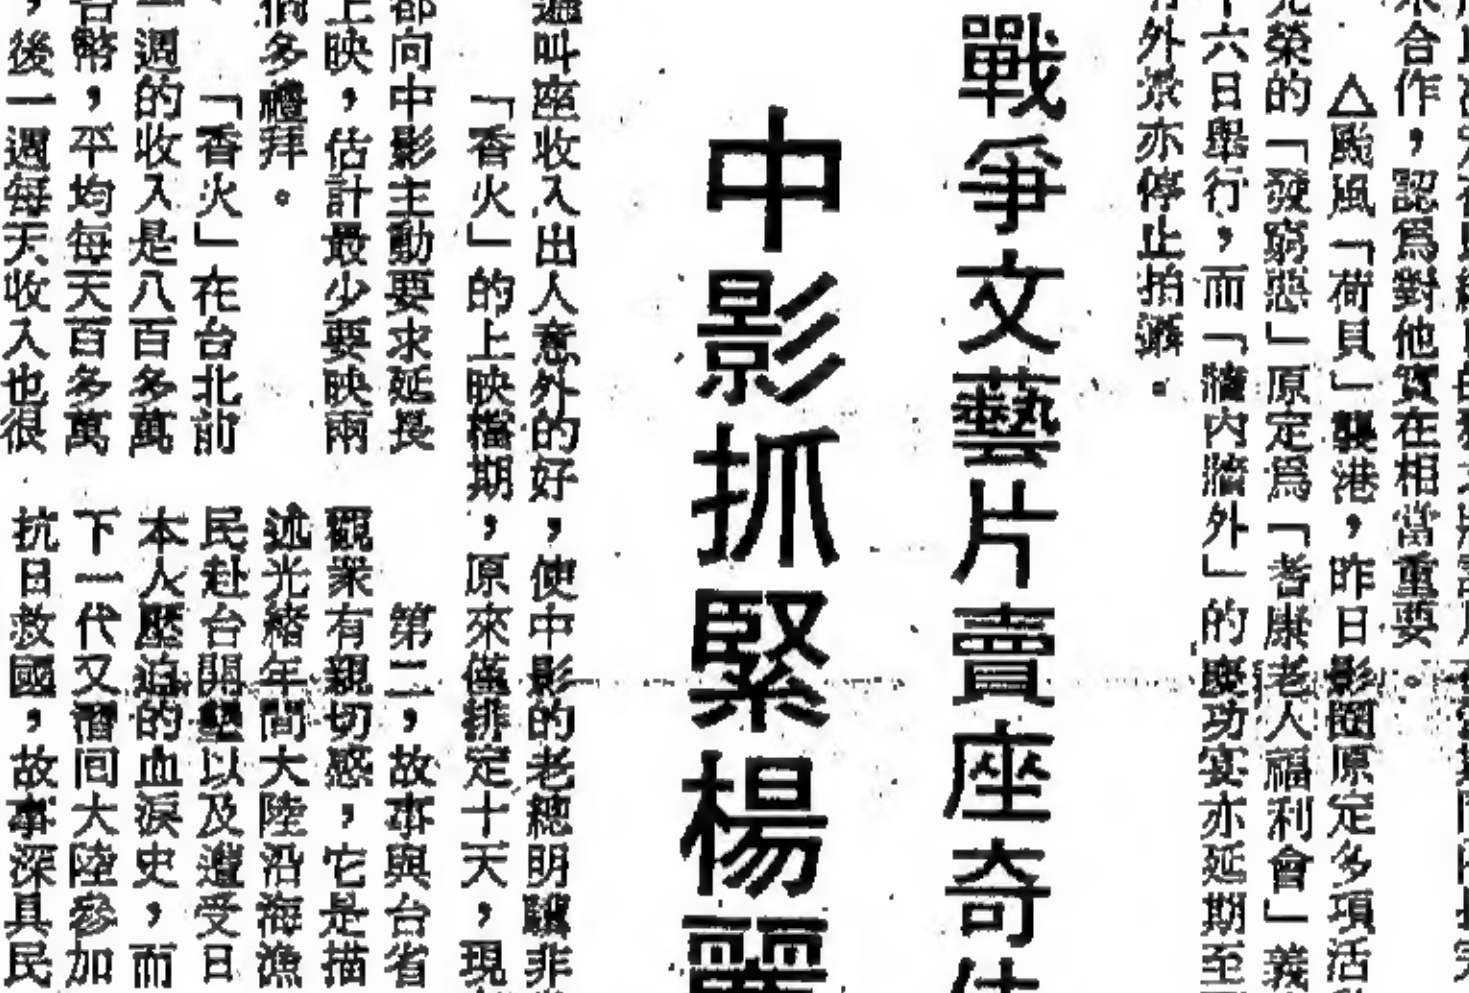 合作，認為對他實在相當重要。
△颱風「荷貝」襲港，昨日影圈原定多項活
榮的「發窮惡」原定為「耆康老人福利會」義
六日舉行，而「牆內牆外」的慶功宴亦延期至
外景亦停止拍攝。
戰爭文藝片賣座奇佳
中影抓緊楊麗
叫座收入出人意外的好，使中影的老總明驥非
「香火」的上映檔期，原來僅排定十天，現
都向中影主動要求延長
上映，估計最少要映兩
個多禮拜。
「香火」在台北前
一週的收入是八百多萬
台幣，平均每天百多萬
，後一週每天收入也很
第二，故事與台省
觀眾有親切感，它是描
述光緒年間大陸沿海漁
民赴台開墾以及遭受日
本人壓迫的血淚史，而
下一代又潛回大陸參加
抗日救國，故事深具民